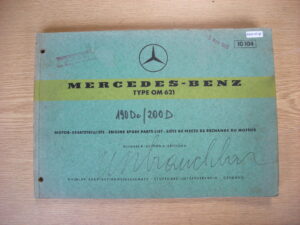 10 104
MERCEDES-BENZ
TYPE OM 621
190 Dc/200 D
MOTOR-ERSATZTEILLISTE · ENGINE SPARE PARTS LIST · LISTE DE PIECES DE RECHANGE DU MOTEUR
Unbrauchbar
DAIMLER-BENZ AKTIENGESELLSCHAFT · STUTTGART-UNTERTÜRKHEIM · GERMANY